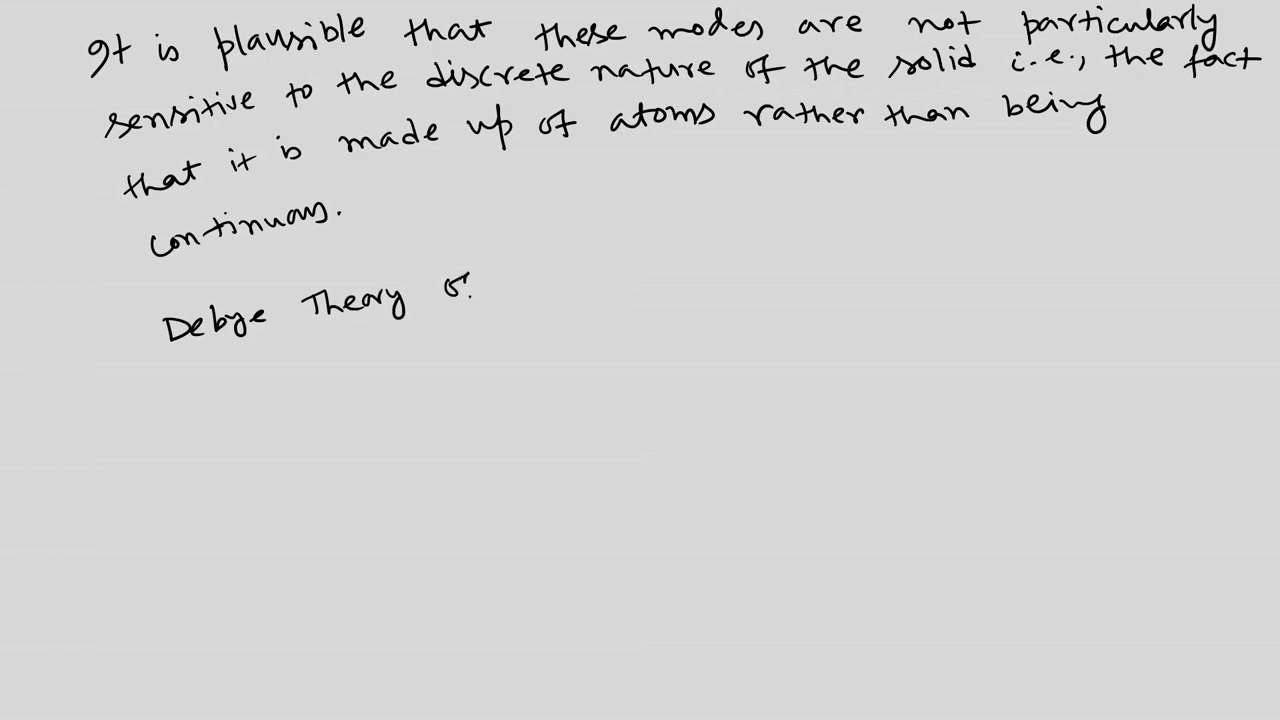 It is plausible that these modes are not particularly
sensitive to the discrete nature of the solid i.e., the fact
that it is made up of atoms rather than being
continuous.
Debye Theory o